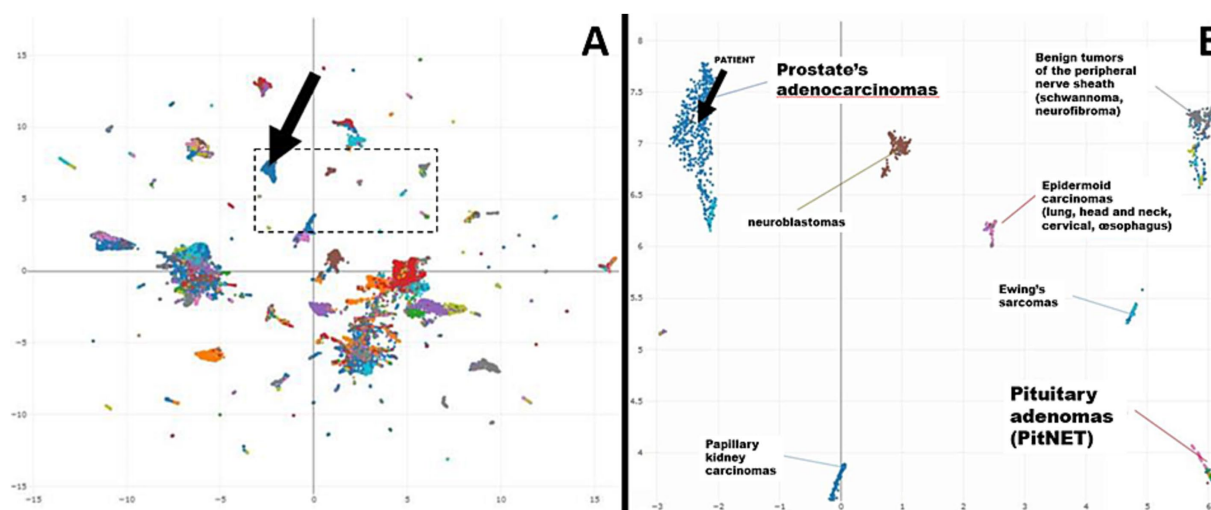 A
15
10
5
0
−5
−10
−15
−15
−10
−5
0
5
10
15
8
7.5
7
6.5
6
5.5
5
4.5
4
−3
−2
−1
0
1
2
3
4
5
6
PATIENT
Prostate's
adenocarcinomas
Benign tumors
of the peripheral
nerve sheath
(schwannoma,
neurofibroma)
neuroblastomas
Epidermoid
carcinomas
(lung, head and neck,
cervical, œsophagus)
Ewing's
sarcomas
Pituitary
adenomas
(PitNET)
Papillary
kidney
carcinomas